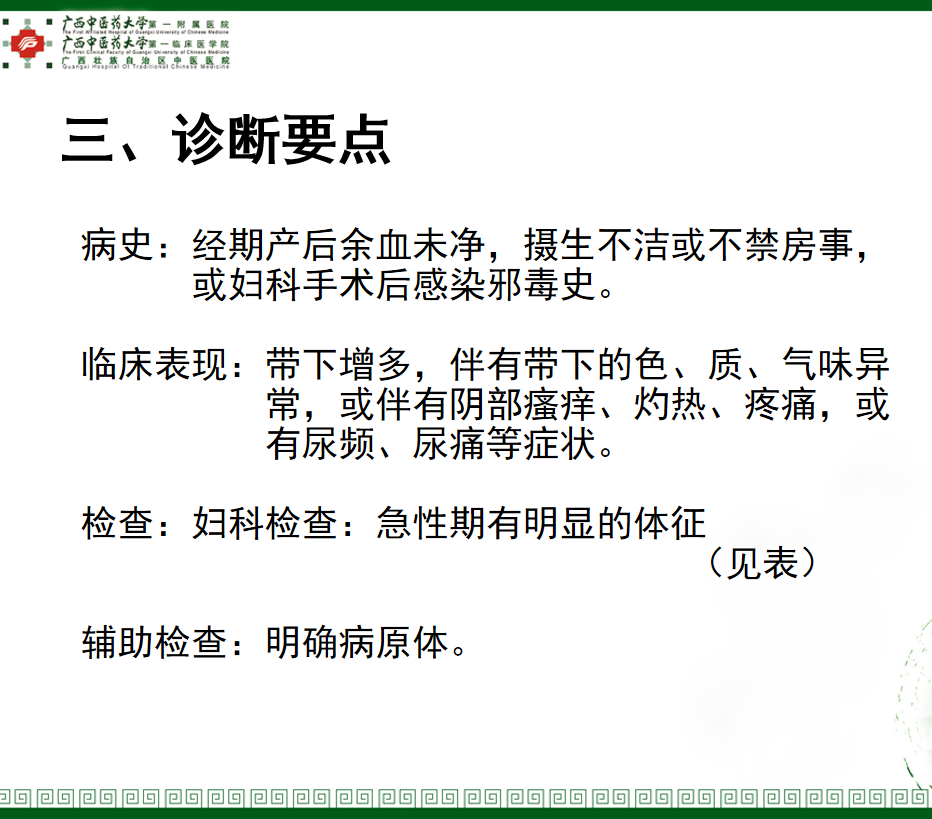 广西中医药大学第一附属医院
The First Affiliated Hospital of Guangxi University of Chinese Medicine
广西中医药大学第一临床医学院
The First Clinical Faculty of Guangxi University of Chinese Medicine
广西壮族自治区中医医院
Guangxi Hospital Of Traditional Chinese Medicine
三、诊断要点
病史：经期产后余血未净，摄生不洁或不禁房事，
或妇科手术后感染邪毒史。
临床表现：带下增多，伴有带下的色、质、气味异
常，或伴有阴部瘙痒、灼热、疼痛，或
有尿频、尿痛等症状。
检查：妇科检查：急性期有明显的体征
（见表）
辅助检查：明确病原体。